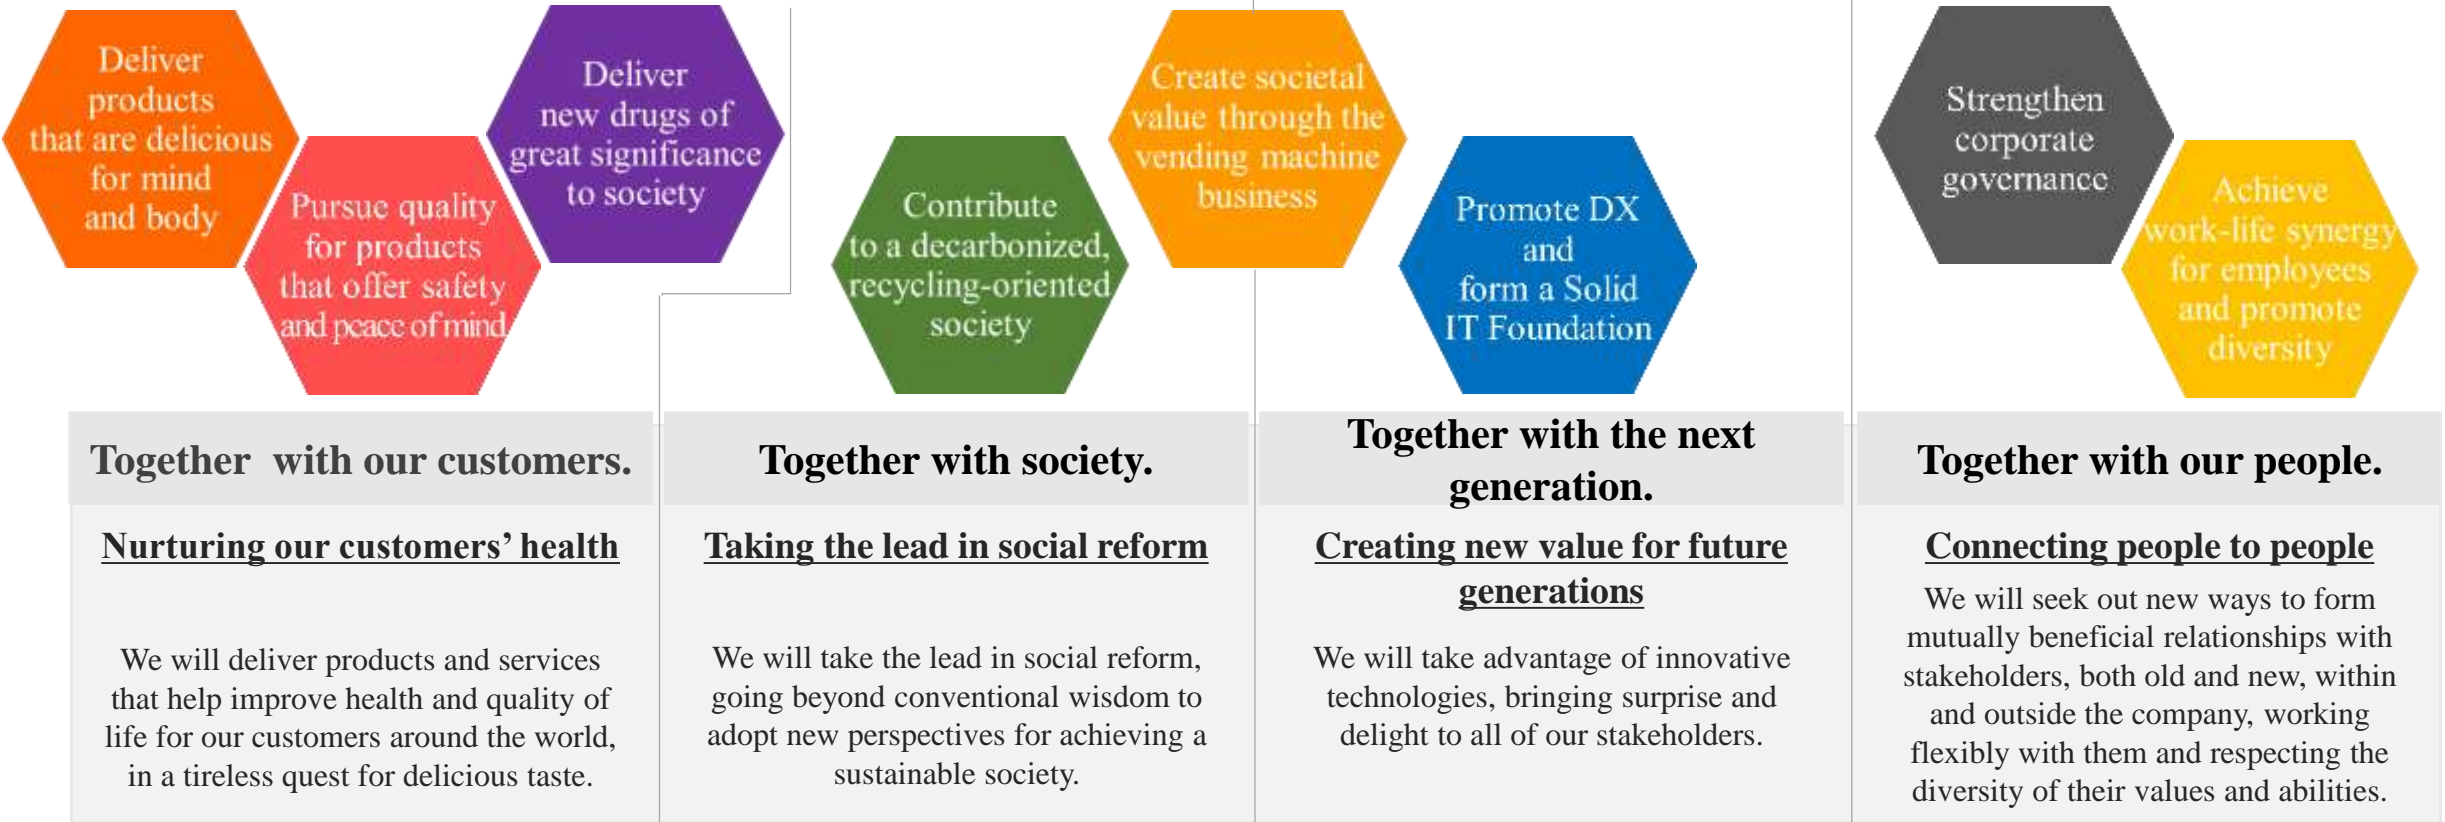 Deliver
products
that are delicious
for mind
and body
Pursue quality
for products
that offer safety
and peace of mind
Deliver
new drugs of
great significance
to society
Contribute
to a decarbonized,
recycling-oriented
society
Create societal
value through the
vending machine
business
Promote DX
and
form a Solid
IT Foundation
Strengthen
corporate
governance
Achieve
work-life synergy
for employees
and promote
diversity
Together with our customers.
Nurturing our customers’ health
We will deliver products and services
that help improve health and quality of
life for our customers around the world,
in a tireless quest for delicious taste.
Together with society.
Taking the lead in social reform
We will take the lead in social reform,
going beyond conventional wisdom to
adopt new perspectives for achieving a
sustainable society.
Together with the next
generation.
Creating new value for future
generations
We will take advantage of innovative
technologies, bringing surprise and
delight to all of our stakeholders.
Together with our people.
Connecting people to people
We will seek out new ways to form
mutually beneficial relationships with
stakeholders, both old and new, within
and outside the company, working
flexibly with them and respecting the
diversity of their values and abilities.